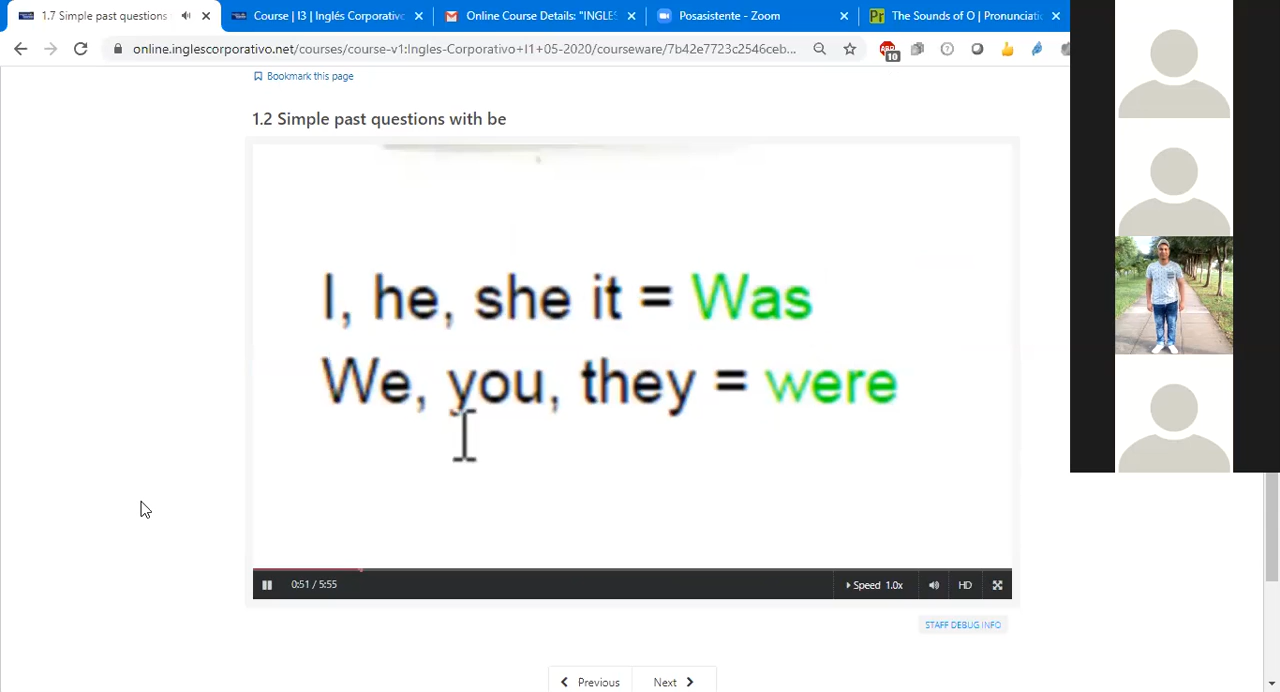 1.7 Simple past questions
Course | I3 | Inglés Corporativo
Online Course Details: "INGLES
Posasistente - Zoom
The Sounds of O | Pronunciati
online.inglescorporativo.net/courses/course-v1:Ingles-Corporativo+I1+05-2020/courseware/7b42e7723c2546ceb...
10
Bookmark this page
1.2 Simple past questions with be
I, he, she it = Was
We, you, they = were
0:51 / 5:55
Speed 1.0x
HD
STAFF DEBUG INFO
Previous
Next